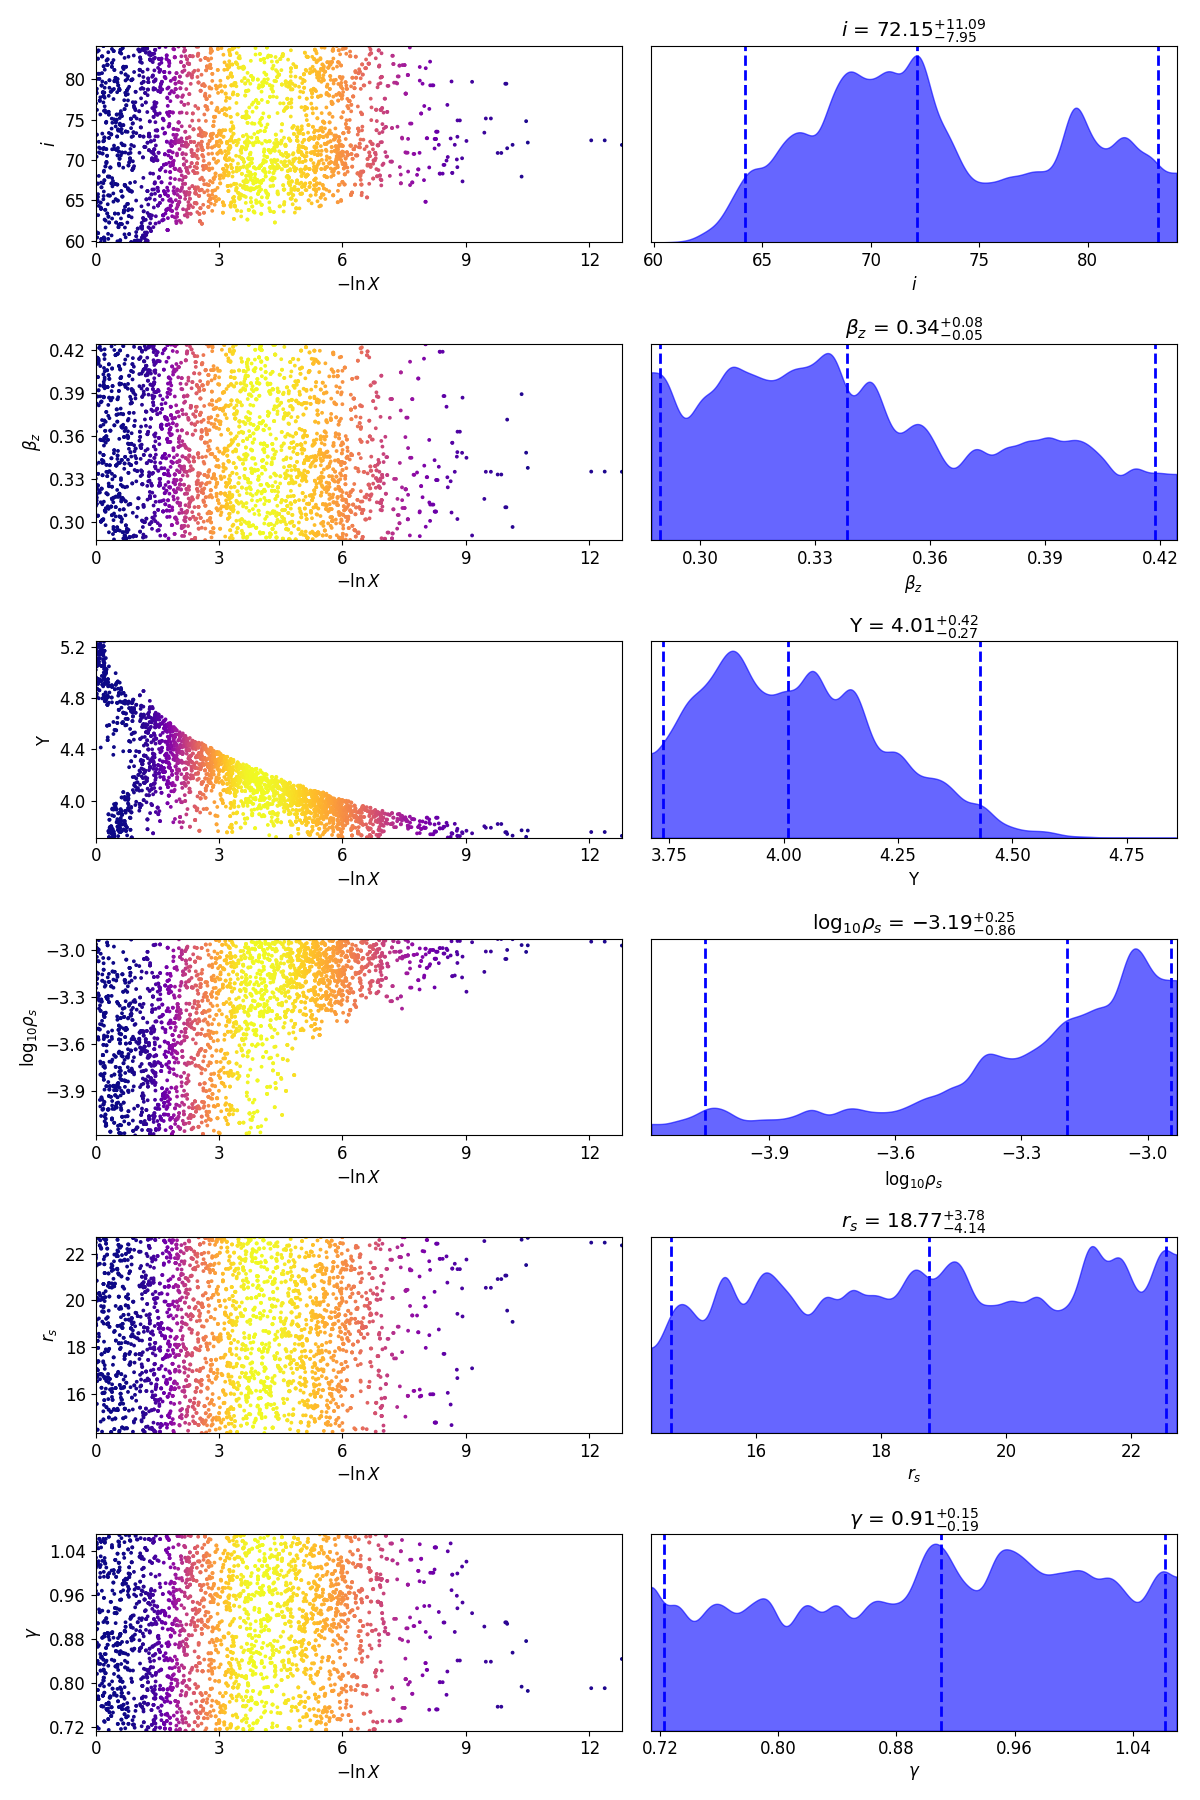 i = 72.15+11.09−7.95
80
75
70
65
60
i
0 3 6 9 12
60 65 70 75 80
−ln X
i
βz = 0.34+0.08−0.05
0.42
0.39
0.36
0.33
0.30
βz
0 3 6 9 12
0.30 0.33 0.36 0.39 0.42
−ln X
βz
Y = 4.01+0.42−0.27
5.2
4.8
4.4
4.0
Y
0 3 6 9 12
3.75 4.00 4.25 4.50 4.75
−ln X
Y
log10ρs = −3.19+0.25−0.86
−3.0
−3.3
−3.6
−3.9
log10ρs
0 3 6 9 12
−3.9 −3.6 −3.3 −3.0
−ln X
log10ρs
rs = 18.77+3.78−4.14
22
20
18
16
rs
0 3 6 9 12
16 18 20 22
−ln X
rs
γ = 0.91+0.15−0.19
1.04
0.96
0.88
0.80
0.72
γ
0 3 6 9 12
0.72 0.80 0.88 0.96 1.04
−ln X
γ